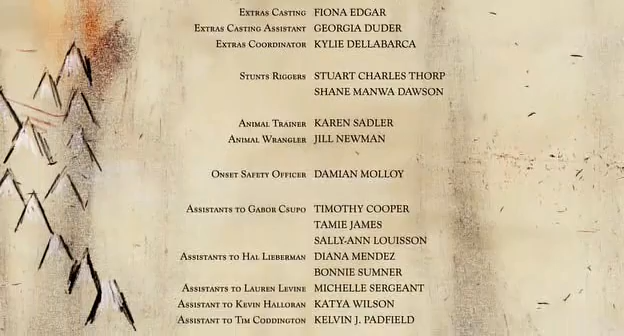 Extras Casting FIONA EDGAR
Extras Casting Assistant GEORGIA DUDER
Extras Coordinator KYLIE DELLABARCA
Stunts Riggers STUART CHARLES THORP
SHANE MANWA DAWSON
Animal Trainer KAREN SADLER
Animal Wrangler JILL NEWMAN
Onset Safety Officer DAMIAN MOLLOY
Assistants to Gabor Csupo TIMOTHY COOPER
TAMIE JAMES
SALLY-ANN LOUISSON
Assistants to Hal Lieberman DIANA MENDEZ
BONNIE SUMNER
Assistants to Lauren Levine MICHELLE SERGEANT
Assistant to Kevin Halloran KATYA WILSON
Assistant to Tim Coddington KELVIN J. PADFIELD